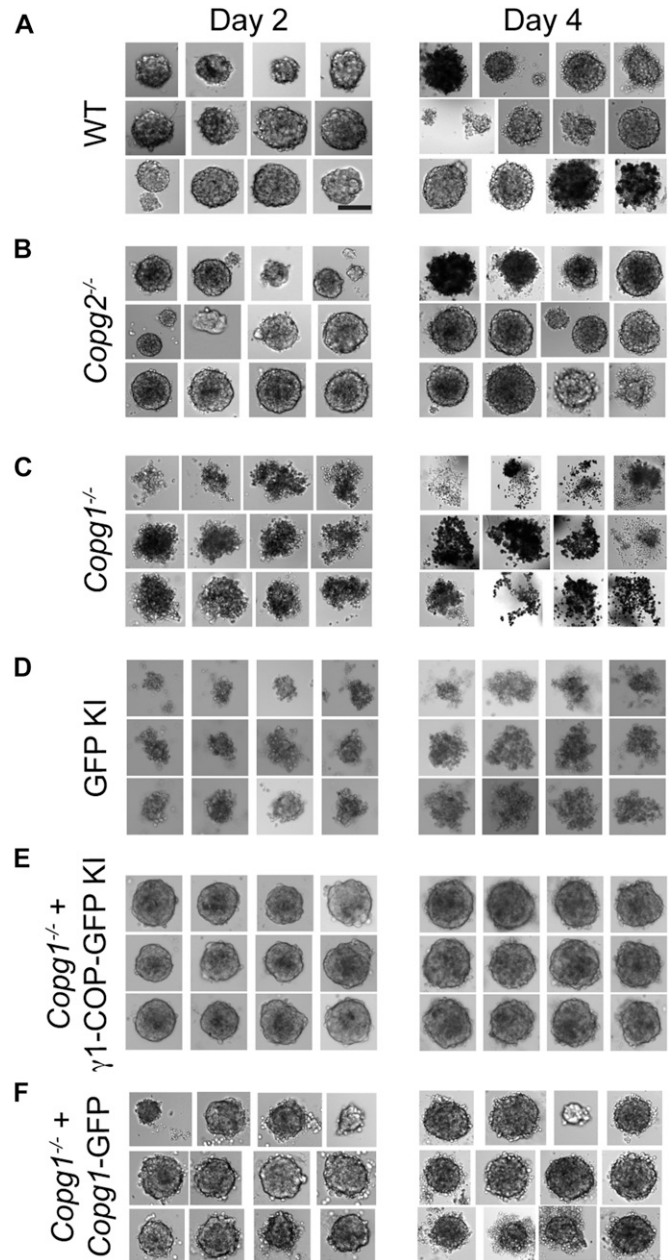 Day 2
Day 4
A
WT
B
Copg2-/-
C
Copg1-/-
D
GFP KI
E
Copg1-/- +
γ1-COP-GFP KI
F
Copg1-/- +
Copg1-GFP